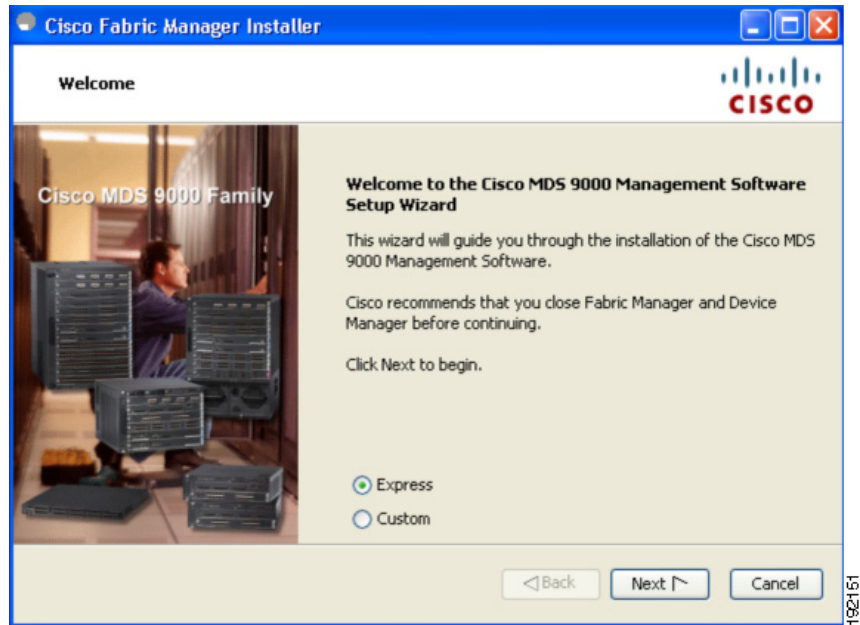 Cisco Fabric Manager Installer
Welcome
CISCO
Cisco MDS 9000 Family
Welcome to the Cisco MDS 9000 Management Software
Setup Wizard
This wizard will guide you through the installation of the Cisco MDS
9000 Management Software.
Cisco recommends that you close Fabric Manager and Device
Manager before continuing.
Click Next to begin.
Express
Custom
Back
Next
Cancel
192151